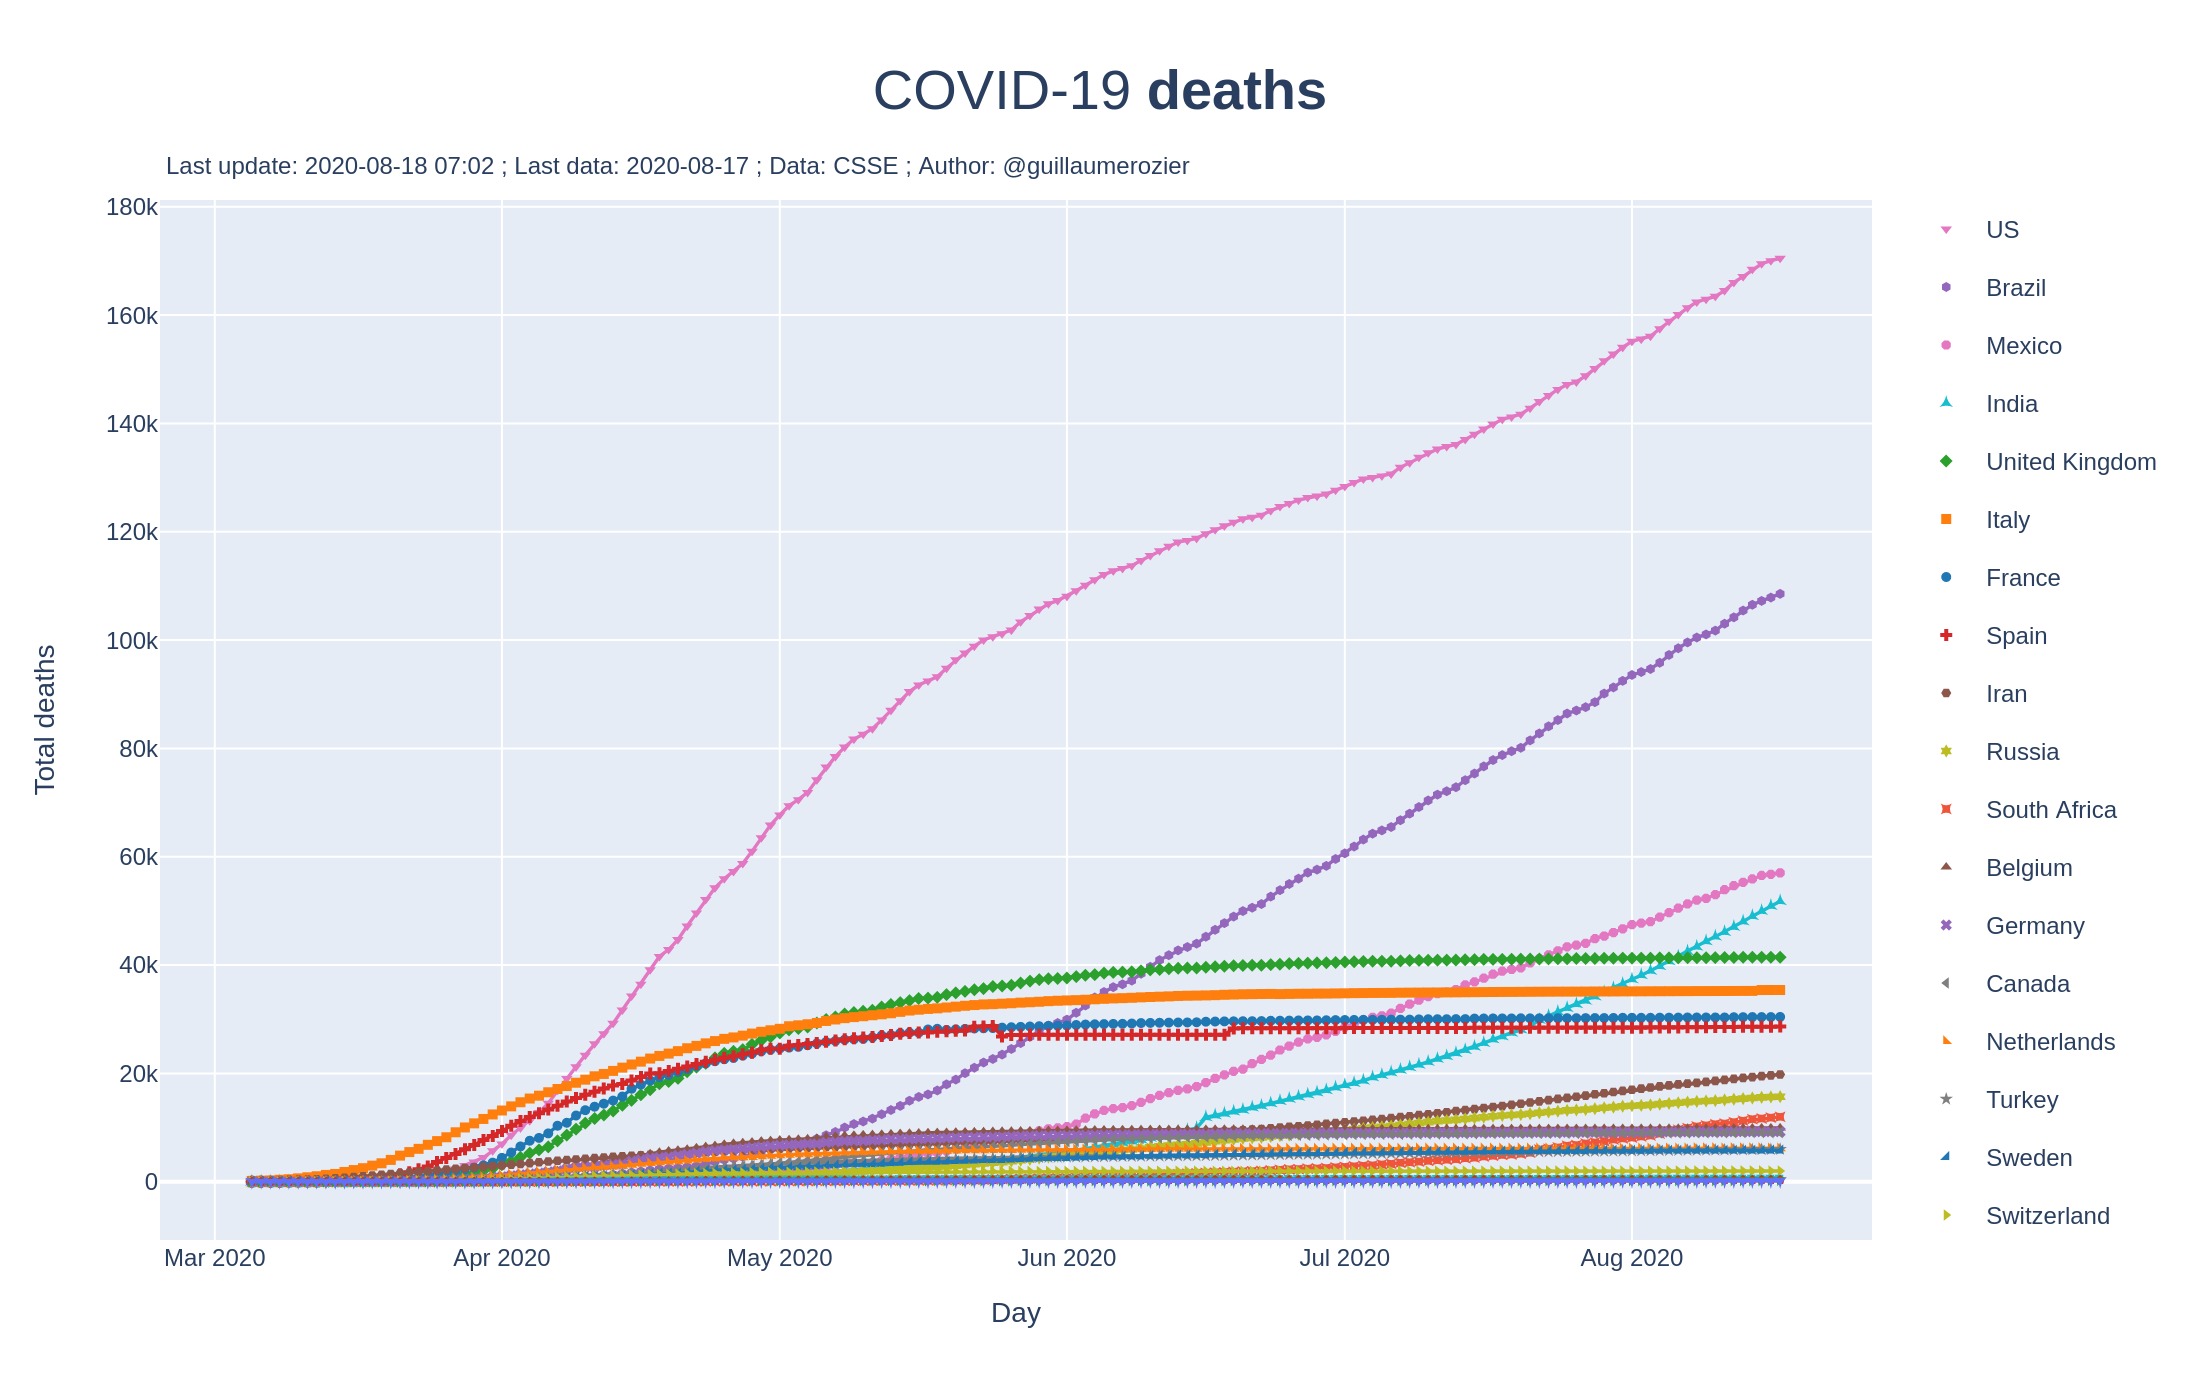 COVID-19 deaths
Last update: 2020-08-18 07:02 ; Last data: 2020-08-17 ; Data: CSSE ; Author: @guillaumerozier
180k
160k
140k
120k
100k
80k
60k
40k
20k
0
Total deaths
Mar 2020
Apr 2020
May 2020
Jun 2020
Jul 2020
Aug 2020
Day
US
Brazil
Mexico
India
United Kingdom
Italy
France
Spain
Iran
Russia
South Africa
Belgium
Germany
Canada
Netherlands
Turkey
Sweden
Switzerland